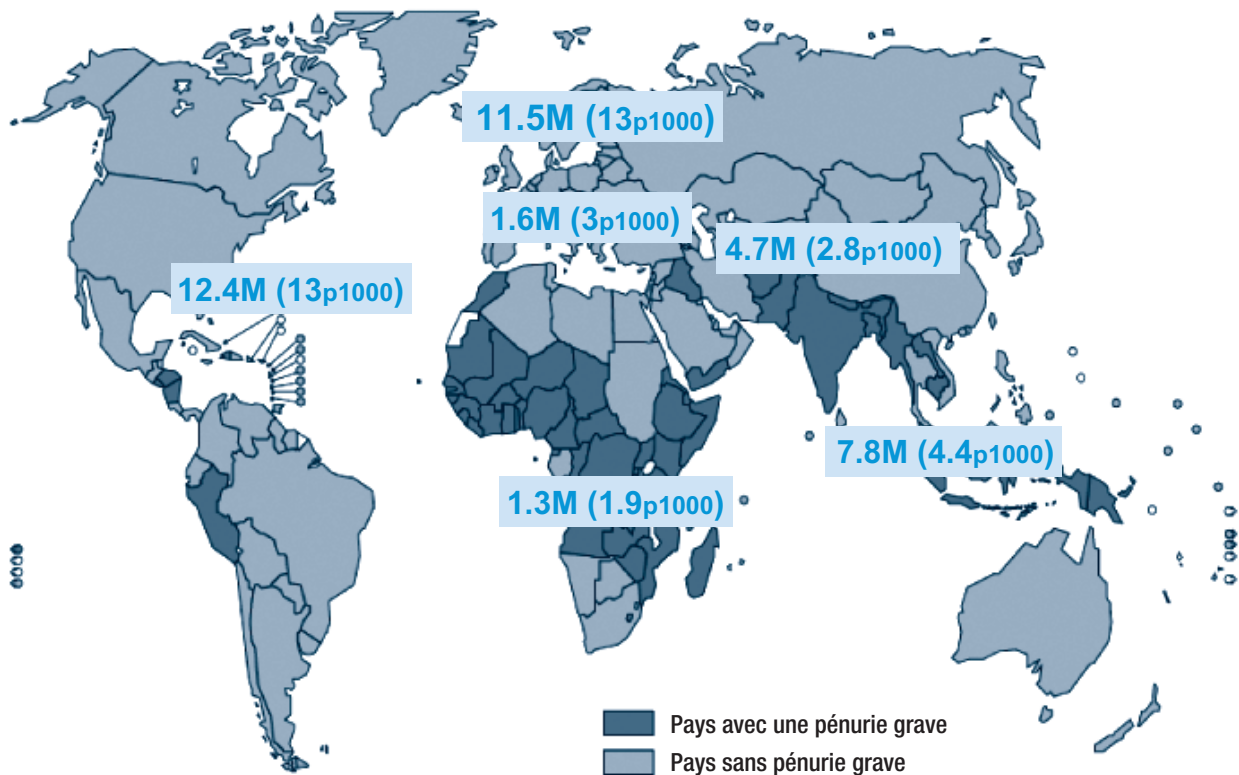 11.5M (13p1000)
1.6M (3p1000)
4.7M (2.8p1000)
12.4M (13p1000)
7.8M (4.4p1000)
1.3M (1.9p1000)
Pays avec une pénurie grave
Pays sans pénurie grave